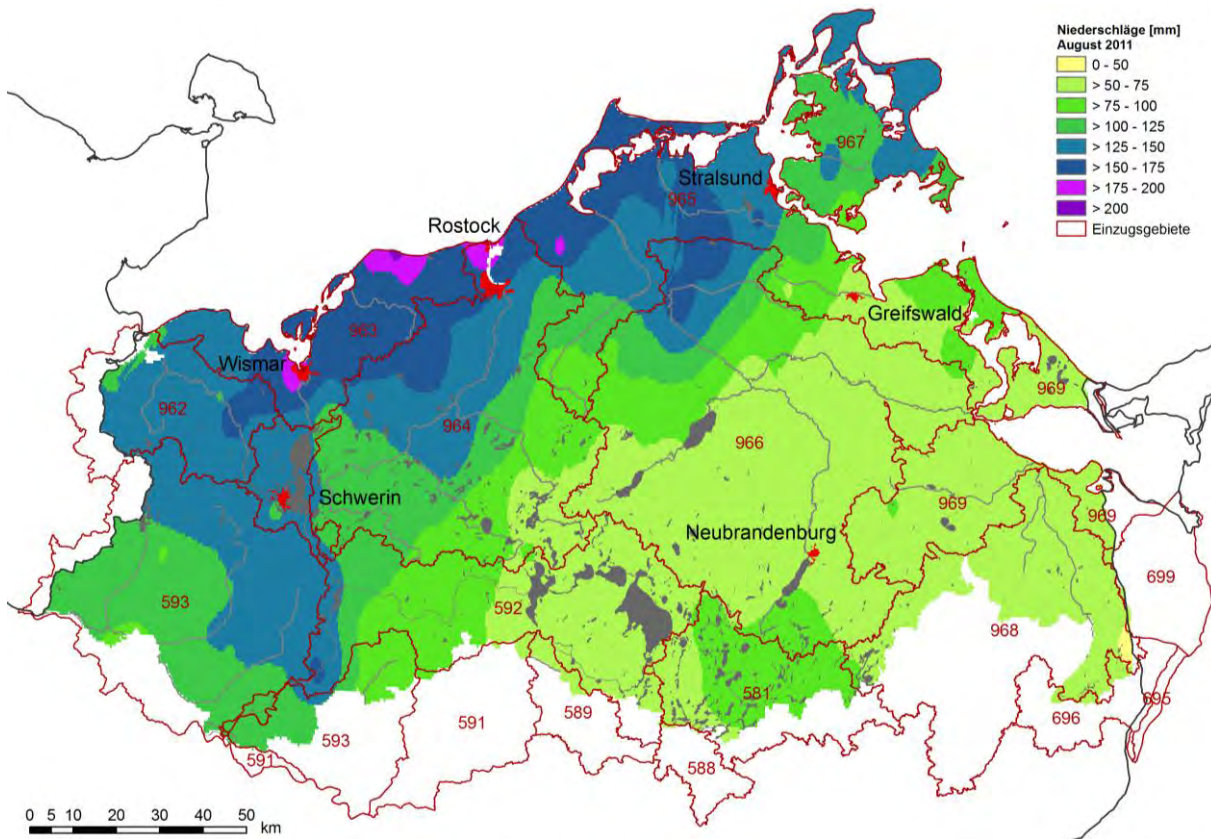 Niederschläge [mm]
August 2011
0 - 50
> 50 - 75
> 75 - 100
> 100 - 125
> 125 - 150
> 150 - 175
> 175 - 200
> 200
Einzugsgebiete
967
Stralsund
965
Rostock
Greifswald
963
Wismar
969
962
964
966
Schwerin
969
969
Neubrandenburg
699
593
592
968
581
695
589
591
696
593
591
588
0 5 10 20 30 40 50
km